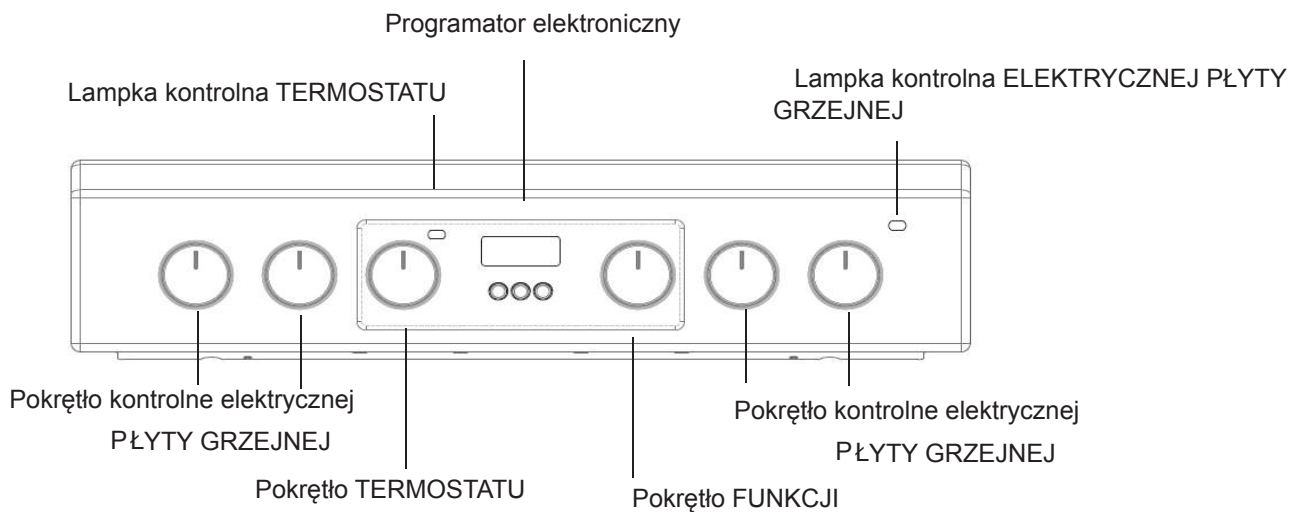 Programator elektroniczny
Lampka kontrolna TERMOSTATU
Lampka kontrolna ELEKTRYCZNEJ PŁYTY
GRZEJNEJ
Pokrętło kontrolne elektrycznej
PŁYTY GRZEJNEJ
Pokrętło kontrolne elektrycznej
PŁYTY GRZEJNEJ
Pokrętło TERMOSTATU
Pokrętło FUNKCJI